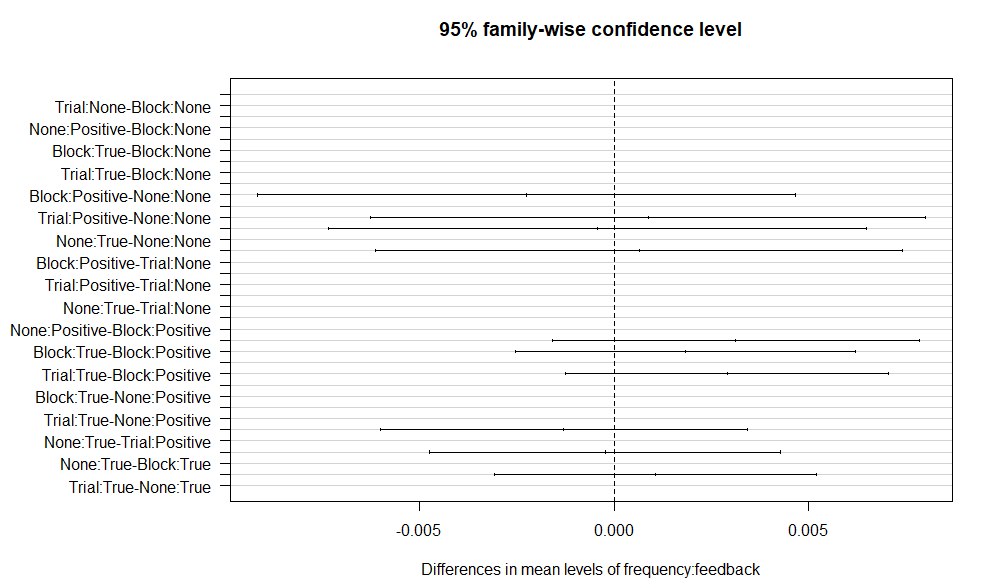 95% family-wise confidence level
Trial:None-Block:None
None:Positive-Block:None
Block:True-Block:None
Trial:True-Block:None
Block:Positive-None:None
Trial:Positive-None:None
None:True-None:None
Block:Positive-Trial:None
Trial:Positive-Trial:None
None:True-Trial:None
None:Positive-Block:Positive
Block:True-Block:Positive
Trial:True-Block:Positive
Block:True-None:Positive
Trial:True-None:Positive
None:True-Trial:Positive
None:True-Block:True
Trial:True-None:True
-0.005 0.000 0.005
Differences in mean levels of frequency:feedback